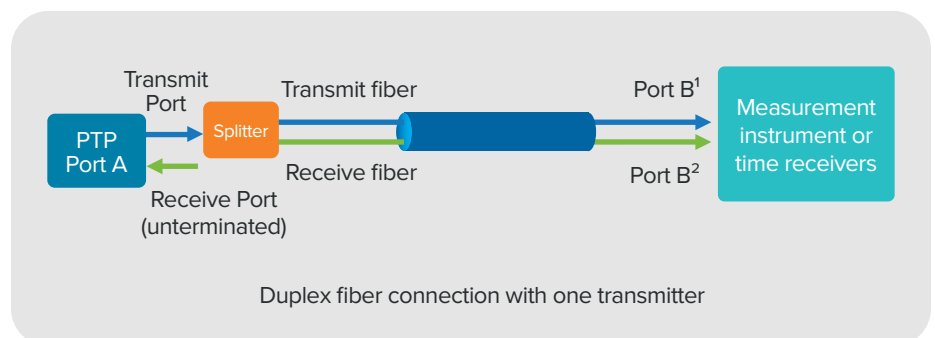 Transmit
Port
Transmit fiber
Port B¹
PTP
Port A
Splitter
Measurement
instrument or
time receivers
Receive fiber
Port B²
Receive Port
(unterminated)
Duplex fiber connection with one transmitter